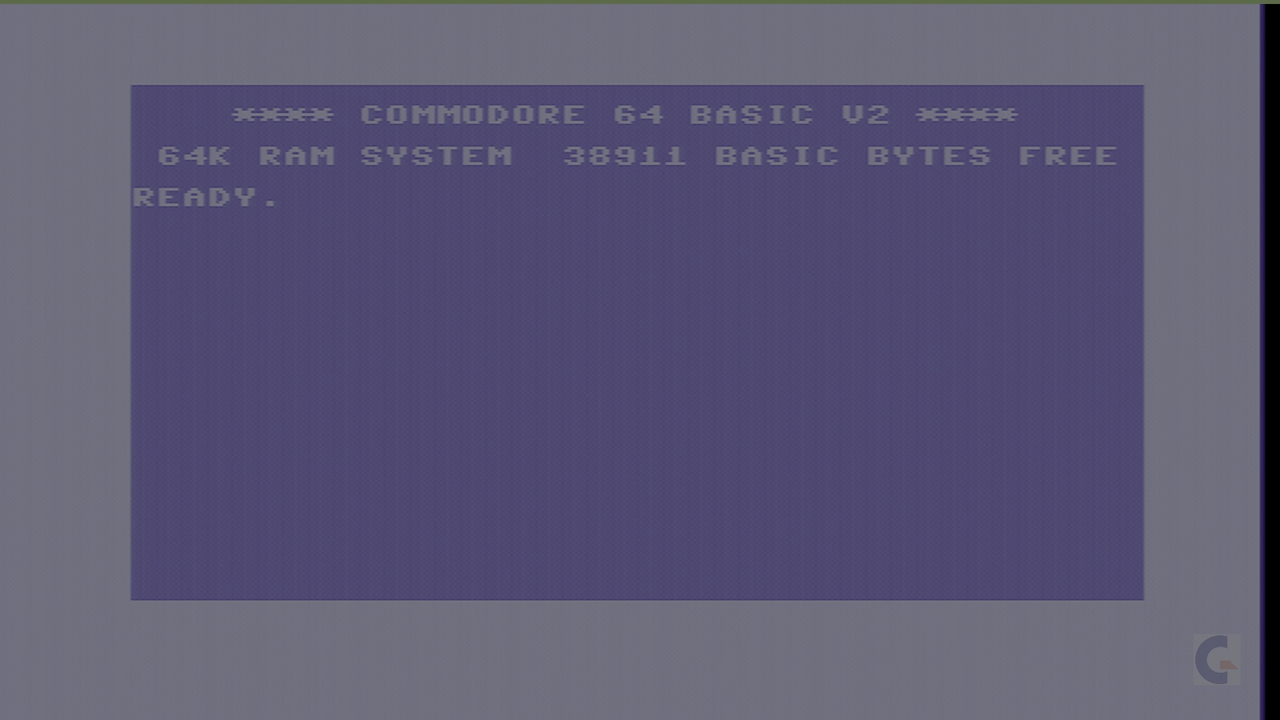 **** COMMODORE 64 BASIC V2 ****
64K RAM SYSTEM  38911 BASIC BYTES FREE
READY.